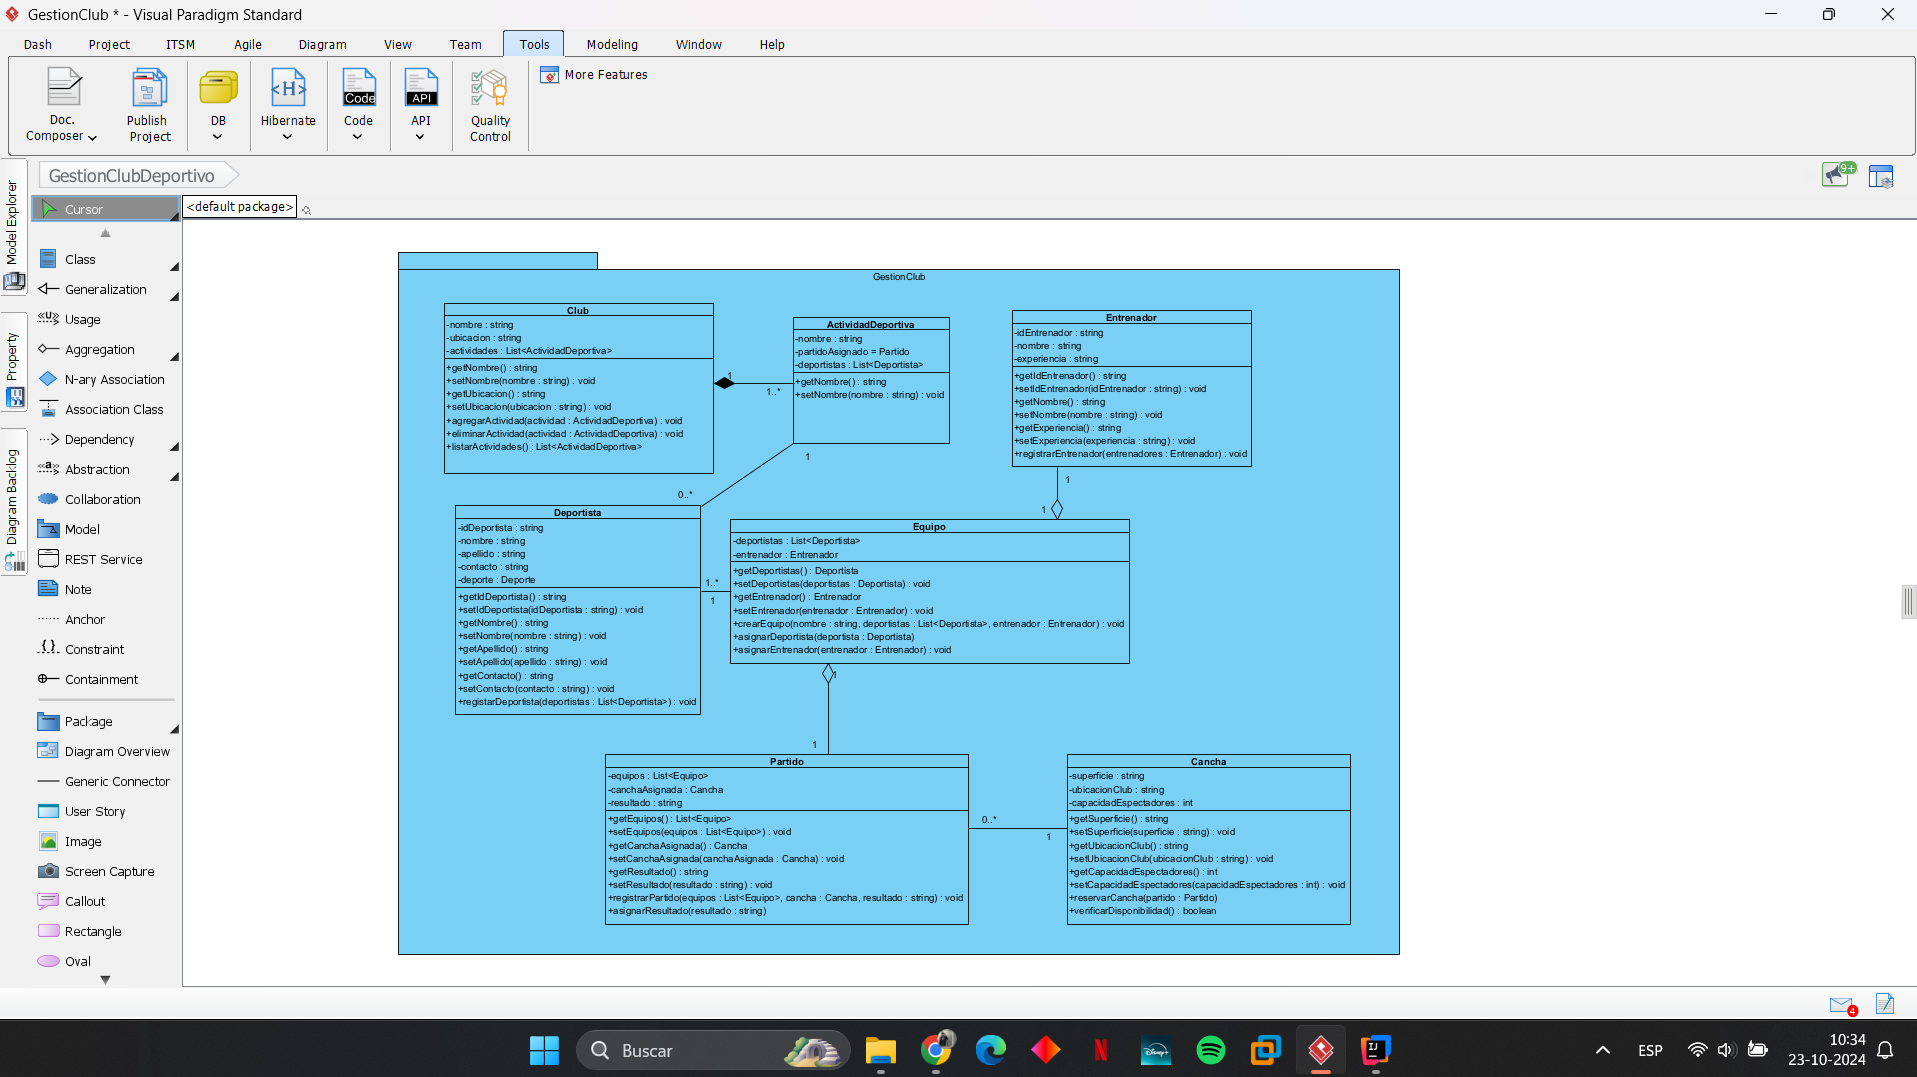 GestionClub * - Visual Paradigm Standard
Dash Project ITSM Agile Diagram View Team Tools Modeling Window Help
Doc. Composer
Publish Project
DB
Hibernate
Code
Code
API
API
Quality Control
More Features
GestionClubDeportivo
9+
Model Explorer
Property
Diagram Backlog
Cursor
<default package>
Class
Generalization
Usage
Aggregation
N-ary Association
Association Class
Dependency
Abstraction
Collaboration
Model
REST Service
Note
Anchor
Constraint
Containment
Package
Diagram Overview
Generic Connector
User Story
Image
Screen Capture
Callout
Rectangle
Oval
GestionClub
Club
-nombre : string
-ubicacion : string
-actividades : List<ActividadDeportiva>
+getNombre() : string
+setNombre(nombre : string) : void
+getUbicacion() : string
+setUbicacion(ubicacion : string) : void
+agregarActividad(actividad : ActividadDeportiva) : void
+eliminarActividad(actividad : ActividadDeportiva) : void
+listarActividades() : List<ActividadDeportiva>
1
1..*
ActividadDeportiva
-nombre : string
-partidoAsignado = Partido
-deportistas : List<Deportista>
+getNombre() : string
+setNombre(nombre : string) : void
1
0..*
Entrenador
-idEntrenador : string
-nombre : string
-experiencia : string
+getIdEntrenador() : string
+setIdEntrenador(idEntrenador : string) : void
+getNombre() : string
+setNombre(nombre : string) : void
+getExperiencia() : string
+setExperiencia(experiencia : string) : void
+registrarEntrenador(entrenadores : Entrenador) : void
1
1
Deportista
-idDeportista : string
-nombre : string
-apellido : string
-contacto : string
-deporte : Deporte
+getIdDeportista() : string
+setIdDeportista(idDeportista : string) : void
+getNombre() : string
+setNombre(nombre : string) : void
+getApellido() : string
+setApellido(apellido : string) : void
+getContacto() : string
+setContacto(contacto : string) : void
+registarDeportista(deportistas : List<Deportista>) : void
1..*
1
Equipo
-deportistas : List<Deportista>
-entrenador : Entrenador
+getDeportistas() : Deportista
+setDeportistas(deportistas : Deportista) : void
+getEntrenador() : Entrenador
+setEntrenador(entrenador : Entrenador) : void
+crearEquipo(nombre : string, deportistas : List<Deportista>, entrenador : Entrenador) : void
+asignarDeportista(deportista : Deportista)
+asignarEntrenador(entrenador : Entrenador) : void
1
1
Partido
-equipos : List<Equipo>
-canchaAsignada : Cancha
-resultado : string
+getEquipos() : List<Equipo>
+setEquipos(equipos : List<Equipo>) : void
+getCanchaAsignada() : Cancha
+setCanchaAsignada(canchaAsignada : Cancha) : void
+getResultado() : string
+setResultado(resultado : string) : void
+registrarPartido(equipos : List<Equipo>, cancha : Cancha, resultado : string) : void
+asignarResultado(resultado : string)
0..*
1
Cancha
-superficie : string
-ubicacionClub : string
-capacidadEspectadores : int
+getSuperficie() : string
+setSuperficie(superficie : string) : void
+getUbicacionClub() : string
+setUbicacionClub(ubicacionClub : string) : void
+getCapacidadEspectadores() : int
+setCapacidadEspectadores(capacidadEspectadores : int) : void
+reservarCancha(partido : Partido)
+verificarDisponibilidad() : boolean
4
Buscar
ESP
10:34
23-10-2024